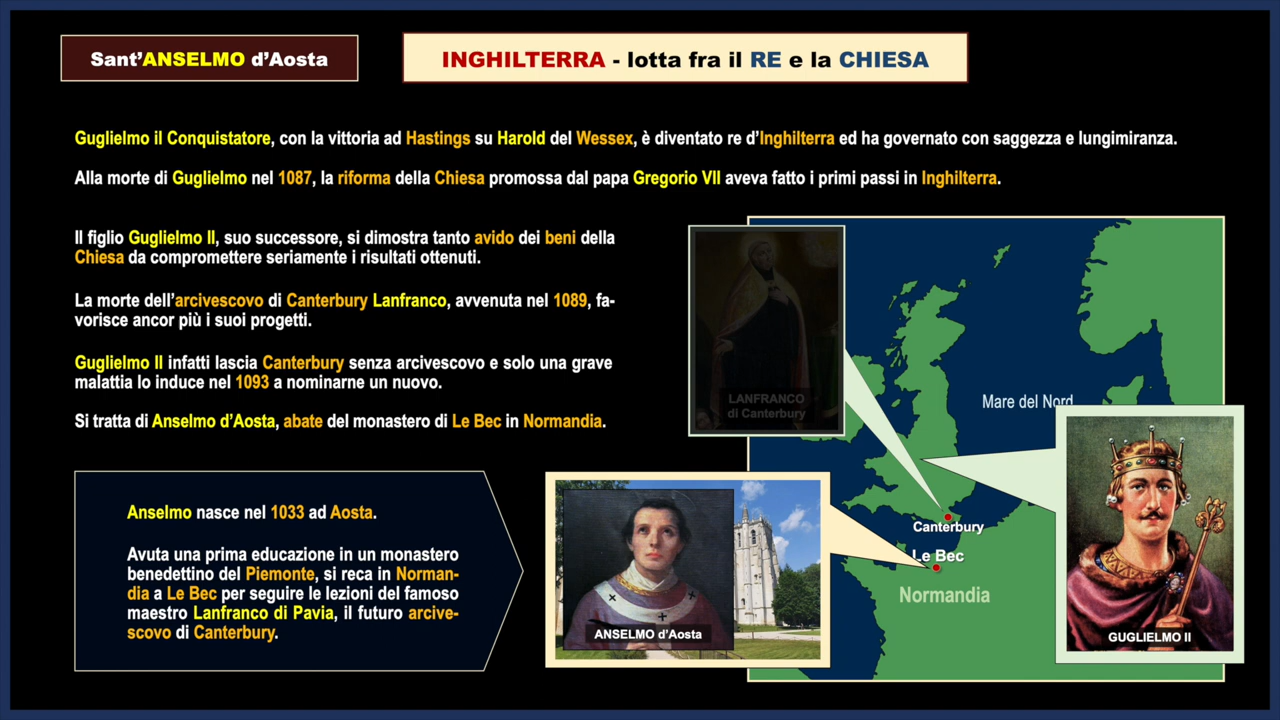 Sant'ANSELMO d'Aosta
INGHILTERRA - lotta fra il RE e la CHIESA
Guglielmo il Conquistatore, con la vittoria ad Hastings su Harold del Wessex, è diventato re d'Inghilterra ed ha governato con saggezza e lungimiranza.
Alla morte di Guglielmo nel 1087, la riforma della Chiesa promossa dal papa Gregorio VII aveva fatto i primi passi in Inghilterra.
Il figlio Guglielmo II, suo successore, si dimostra tanto avido dei beni della
Chiesa da compromettere seriamente i risultati ottenuti.
La morte dell'arcivescovo di Canterbury Lanfranco, avvenuta nel 1089, fa-
vorisce ancor più i suoi progetti.
Guglielmo II infatti lascia Canterbury senza arcivescovo e solo una grave
malattia lo induce nel 1093 a nominarne un nuovo.
Si tratta di Anselmo d'Aosta, abate del monastero di Le Bec in Normandia.
Anselmo nasce nel 1033 ad Aosta.
Avuta una prima educazione in un monastero
benedettino del Piemonte, si reca in Norman-
dia a Le Bec per seguire le lezioni del famoso
maestro Lanfranco di Pavia, il futuro arcive-
scovo di Canterbury.
LANFRANCO
di Canterbury
Mare del Nord
Canterbury
Le Bec
Normandia
ANSELMO d'Aosta
GUGLIELMO II